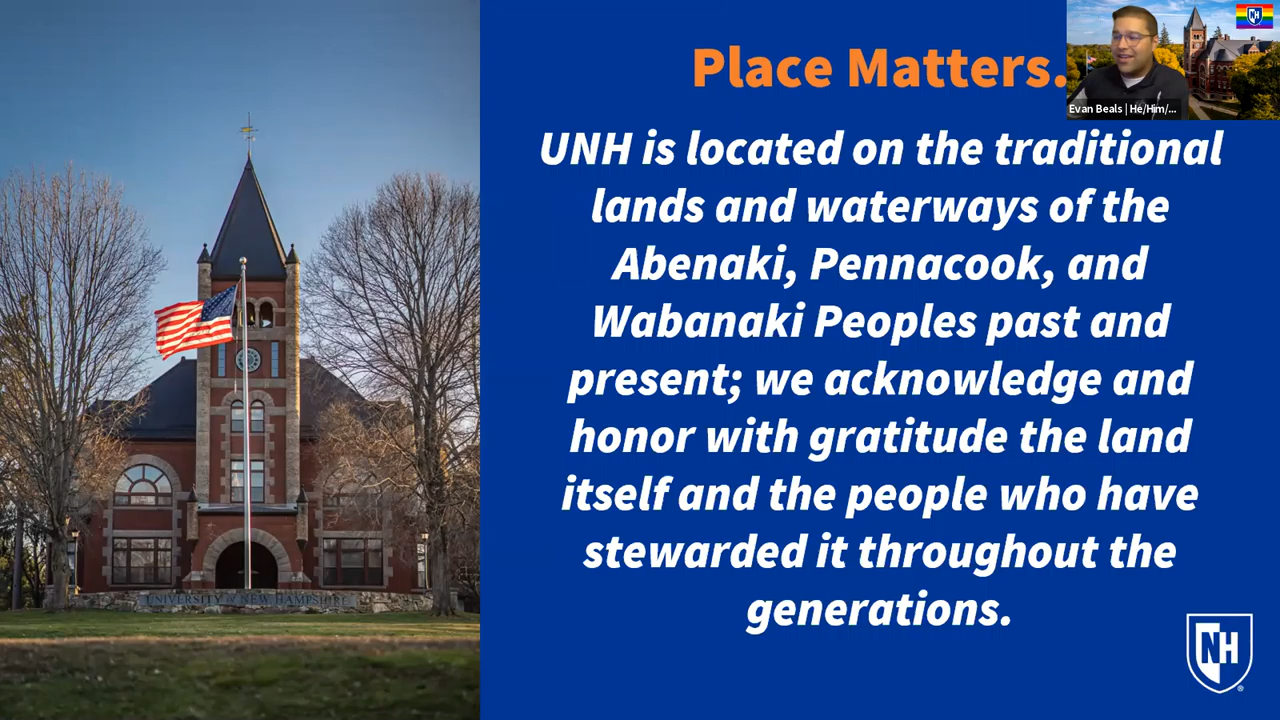 Place Matters.
UNH is located on the traditional
lands and waterways of the
Abenaki, Pennacook, and
Wabanaki Peoples past and
present; we acknowledge and
honor with gratitude the land
itself and the people who have
stewarded it throughout the
generations.
Evan Beals | He/Him/...
NH
UNIVERSITY of NEW HAMPSHIRE
NH
®